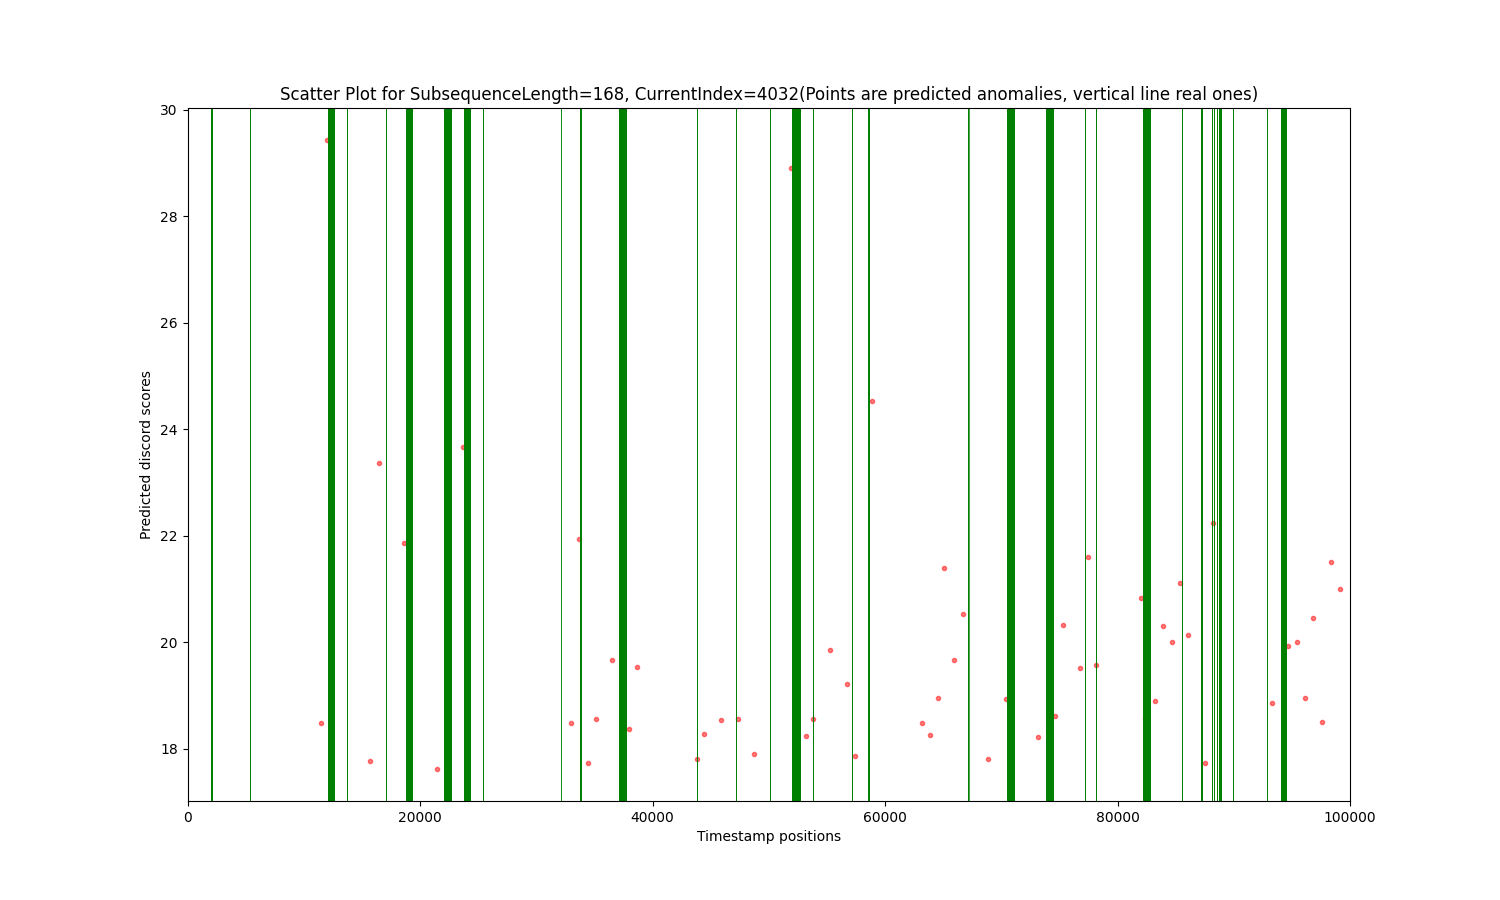 Scatter Plot for SubsequenceLength=168, CurrentIndex=4032(Points are predicted anomalies, vertical line real ones)
30
28
26
24
22
20
18
Predicted discord scores
0 20000 40000 60000 80000 100000
Timestamp positions